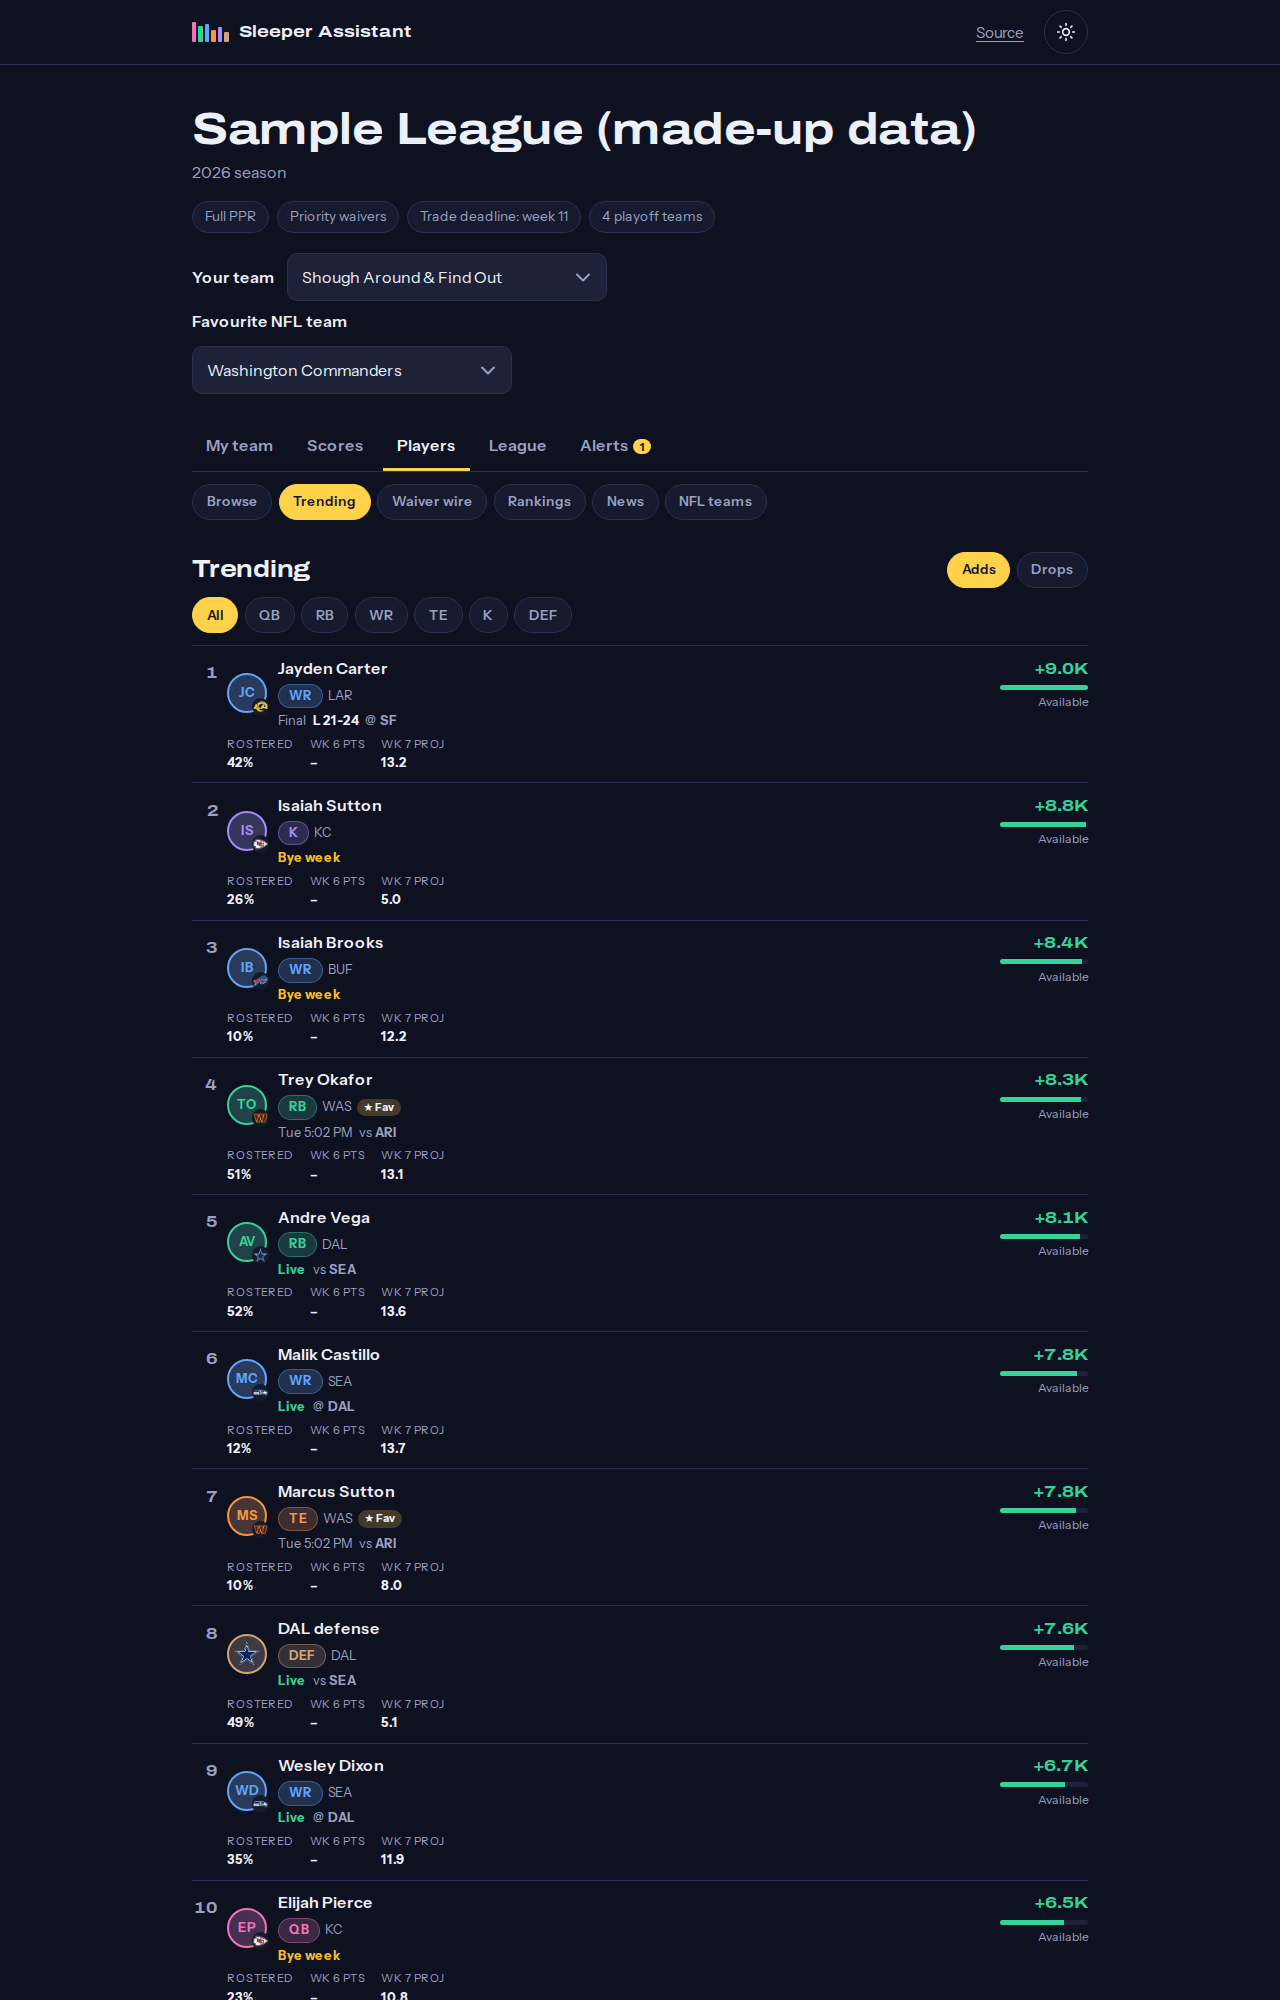 Sleeper Assistant
Source
Sample League (made-up data)
2026 season
Full PPR Priority waivers Trade deadline: week 11 4 playoff teams
Your team Shough Around & Find Out
Favourite NFL team
Washington Commanders
My team Scores Players League Alerts 1
Browse Trending Waiver wire Rankings News NFL teams
Trending Adds Drops
All QB RB WR TE K DEF
1 JC Jayden Carter +9.0K
WR LAR Available
Final L 21-24 @ SF
ROSTERED WK 6 PTS WK 7 PROJ
42% – 13.2
2 IS Isaiah Sutton +8.8K
K KC Available
Bye week
ROSTERED WK 6 PTS WK 7 PROJ
26% – 5.0
3 IB Isaiah Brooks +8.4K
WR BUF Available
Bye week
ROSTERED WK 6 PTS WK 7 PROJ
10% – 12.2
4 TO Trey Okafor +8.3K
RB WAS ★ Fav Available
Tue 5:02 PM vs ARI
ROSTERED WK 6 PTS WK 7 PROJ
51% – 13.1
5 AV Andre Vega +8.1K
RB DAL Available
Live vs SEA
ROSTERED WK 6 PTS WK 7 PROJ
52% – 13.6
6 MC Malik Castillo +7.8K
WR SEA Available
Live @ DAL
ROSTERED WK 6 PTS WK 7 PROJ
12% – 13.7
7 MS Marcus Sutton +7.8K
TE WAS ★ Fav Available
Tue 5:02 PM vs ARI
ROSTERED WK 6 PTS WK 7 PROJ
10% – 8.0
8 DAL defense +7.6K
DEF DAL Available
Live vs SEA
ROSTERED WK 6 PTS WK 7 PROJ
49% – 5.1
9 WD Wesley Dixon +6.7K
WR SEA Available
Live @ DAL
ROSTERED WK 6 PTS WK 7 PROJ
35% – 11.9
10 EP Elijah Pierce +6.5K
QB KC Available
Bye week
ROSTERED WK 6 PTS WK 7 PROJ
23% – 10.8